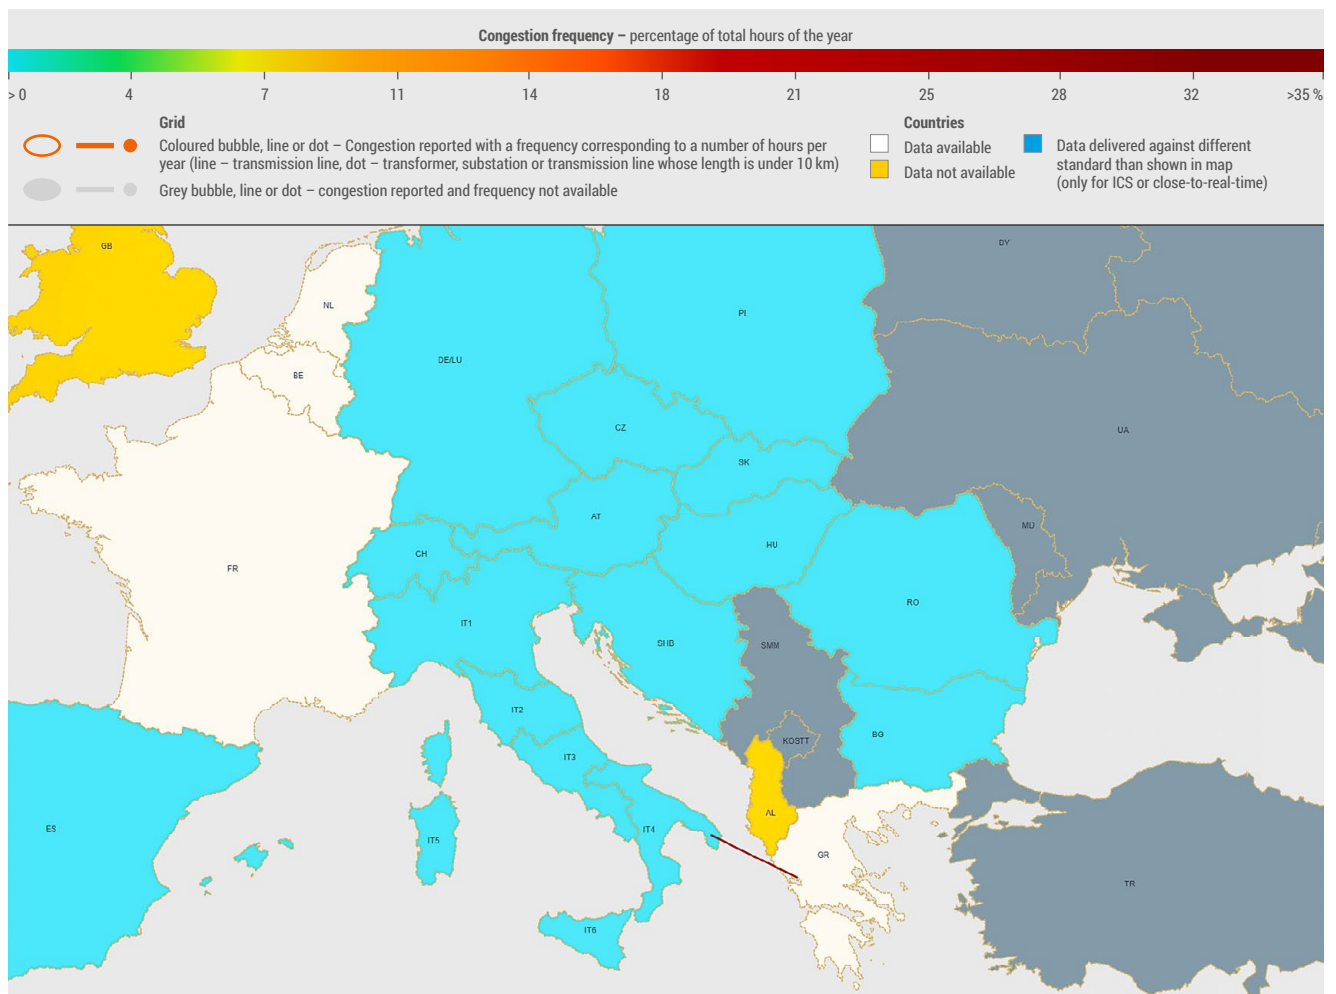 Congestion frequency – percentage of total hours of the year
> 0 4 7 11 14 18 21 25 28 32 >35 %
Grid
Coloured bubble, line or dot – Congestion reported with a frequency corresponding to a number of hours per
year (line – transmission line, dot – transformer, substation or transmission line whose length is under 10 km)
Grey bubble, line or dot – congestion reported and frequency not available
Countries
Data available
Data not available
Data delivered against different
standard than shown in map
(only for ICS or close-to-real-time)
GB
DY
NL
PI
DE/LU
BE
CZ
UA
SK
AT
MD
HU
CH
FR
RO
IT1
SHB
SMM
IT2
BG
KOSTT
IT3
AL
ES
IT4
IT5
GR
TR
IT6